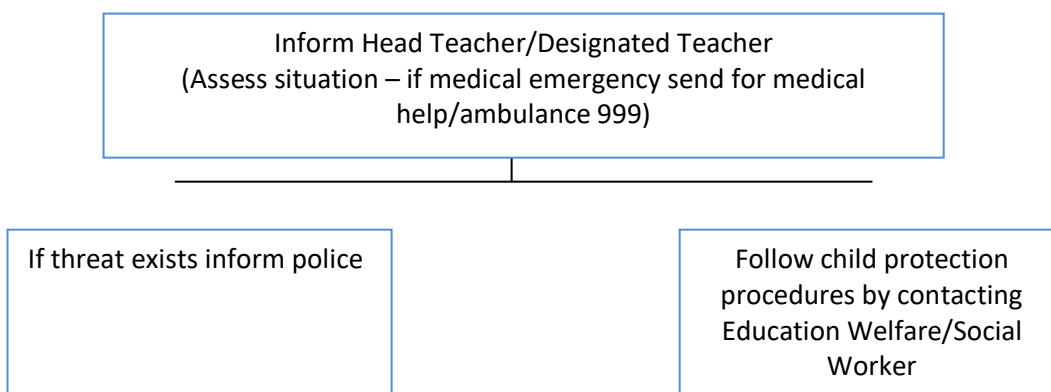 Inform Head Teacher/Designated Teacher
(Assess situation – if medical emergency send for medical
help/ambulance 999)
If threat exists inform police
Follow child protection
procedures by contacting
Education Welfare/Social
Worker